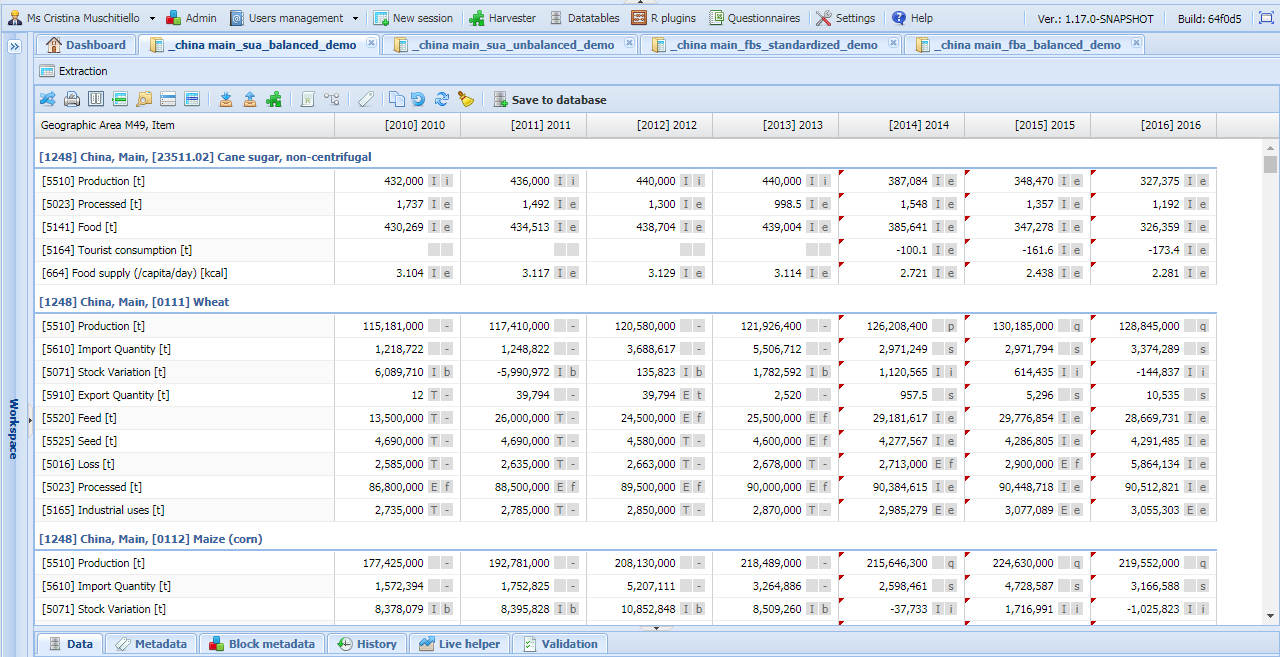 Ms Cristina Muschitiello Admin Users management New session Harvester Datatables R plugins Questionnaires Settings Help Ver.: 1.17.0-SNAPSHOT Build: 64f0d5
Dashboard _china main_sua_balanced_demo _china main_sua_unbalanced_demo _china main_fbs_standardized_demo _china main_fba_balanced_demo
Extraction
Save to database
Geographic Area M49, Item [2010] 2010 [2011] 2011 [2012] 2012 [2013] 2013 [2014] 2014 [2015] 2015 [2016] 2016
[1248] China, Main, [23511.02] Cane sugar, non-centrifugal
[5510] Production [t] 432,000 I i 436,000 I i 440,000 I i 440,000 I i 387,084 I e 348,470 I e 327,375 I e
[5023] Processed [t] 1,737 I e 1,492 I e 1,300 I e 998.5 I e 1,548 I e 1,357 I e 1,192 I e
[5141] Food [t] 430,269 I e 434,513 I e 438,704 I e 439,004 I e 385,641 I e 347,278 I e 326,359 I e
[5164] Tourist consumption [t] -100.1 I e -161.6 I e -173.4 I e
[664] Food supply (/capita/day) [kcal] 3.104 I e 3.117 I e 3.129 I e 3.114 I e 2.721 I e 2.438 I e 2.281 I e
[1248] China, Main, [0111] Wheat
[5510] Production [t] 115,181,000 - 117,410,000 - 120,580,000 - 121,926,400 - 126,208,400 p 130,185,000 q 128,845,000 q
[5610] Import Quantity [t] 1,218,722 - 1,248,822 - 3,688,617 - 5,506,712 - 2,971,249 s 2,971,794 s 3,374,289 s
[5071] Stock Variation [t] 6,089,710 I b -5,990,972 I b 135,823 I b 1,782,592 I b 1,120,565 I i 614,435 I i -144,837 I i
[5910] Export Quantity [t] 12 T - 39,794 - 39,794 E t 2,520 - 957.5 s 5,296 s 10,535 s
[5520] Feed [t] 13,500,000 T - 26,000,000 T - 24,500,000 E f 25,500,000 E f 29,181,617 I e 29,776,854 I e 28,669,731 I e
[5525] Seed [t] 4,690,000 T - 4,690,000 T - 4,580,000 T - 4,600,000 E f 4,277,567 I e 4,286,805 I e 4,291,485 I e
[5016] Loss [t] 2,585,000 T - 2,635,000 T - 2,663,000 T - 2,678,000 T - 2,713,000 E f 2,900,000 E f 5,864,134 I e
[5023] Processed [t] 86,800,000 E f 88,500,000 E f 89,500,000 E f 90,000,000 E f 90,384,615 I e 90,448,718 I e 90,512,821 I e
[5165] Industrial uses [t] 2,735,000 T - 2,785,000 T - 2,850,000 T - 2,870,000 T - 2,985,279 E e 3,077,089 E e 3,055,303 E e
[1248] China, Main, [0112] Maize (corn)
[5510] Production [t] 177,425,000 - 192,781,000 - 208,130,000 - 218,489,000 - 215,646,300 q 224,630,000 q 219,552,000 q
[5610] Import Quantity [t] 1,572,394 - 1,752,825 - 5,207,111 - 3,264,886 - 2,598,461 s 4,728,587 s 3,166,588 s
[5071] Stock Variation [t] 8,378,079 I b 8,395,828 I b 10,852,848 I b 8,509,260 I b -37,733 I i 1,716,991 I i -1,025,823 I i
Workspace
Data Metadata Block metadata History Live helper Validation